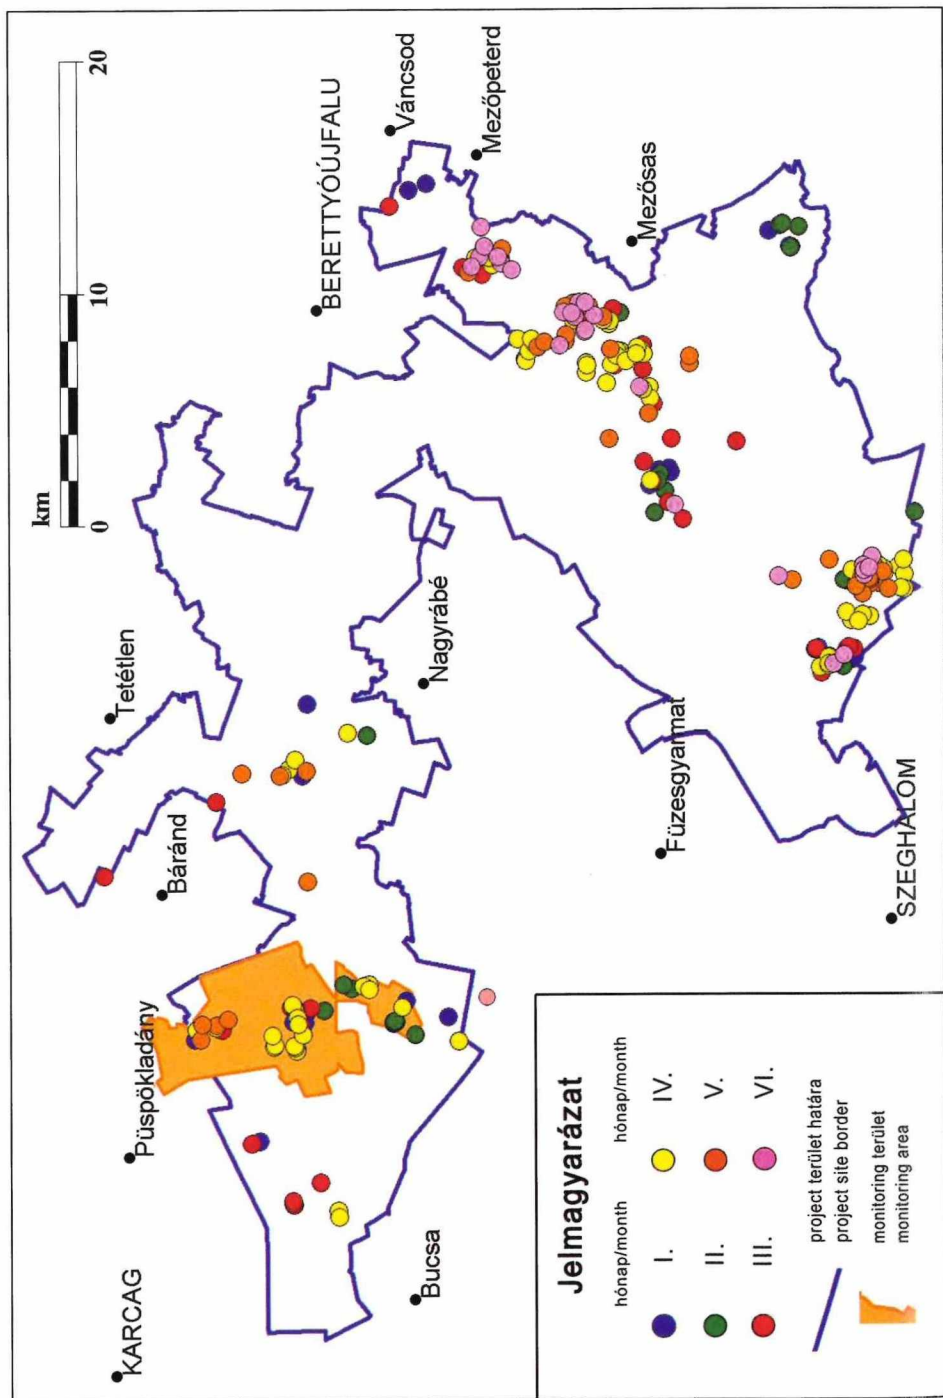 KARCAG
Püspökladány
Báránd
Tetétlen
km
0
10
20
BERETTYÓÚJFALU
Váncsod
Mezőpeterd
Bucsa
Nagyrábé
Mezősas
Füzesgyarmat
SZEGHALOM
Jelmagyarázat
hónap/month hónap/month
I. IV.
II. V.
III. VI.
project terület határa
project site border
monitoring terület
monitoring area